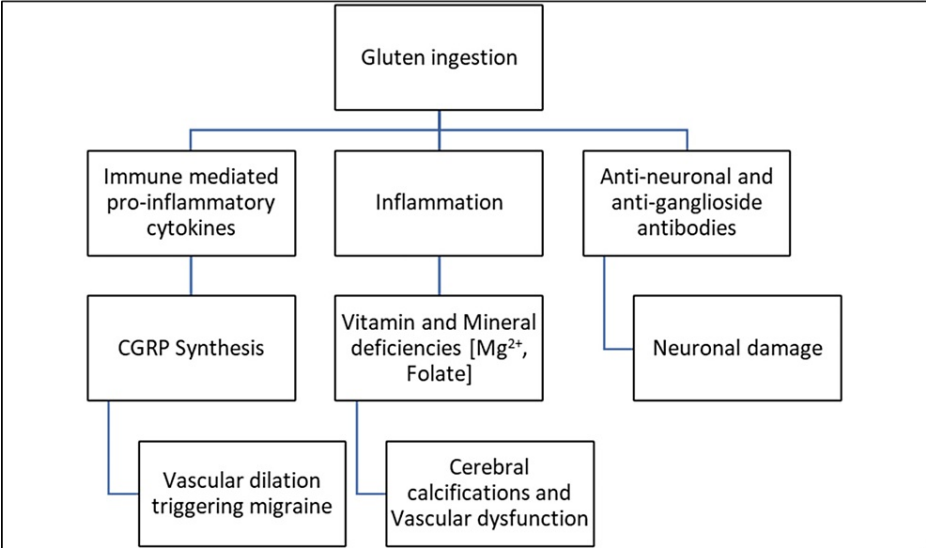 Gluten ingestion
Immune mediated
pro-inflammatory
cytokines
Inflammation
Anti-neuronal and
anti-ganglioside
antibodies
CGRP Synthesis
Vitamin and Mineral
deficiencies [Mg²⁺,
Folate]
Neuronal damage
Vascular dilation
triggering migraine
Cerebral
calcifications and
Vascular dysfunction